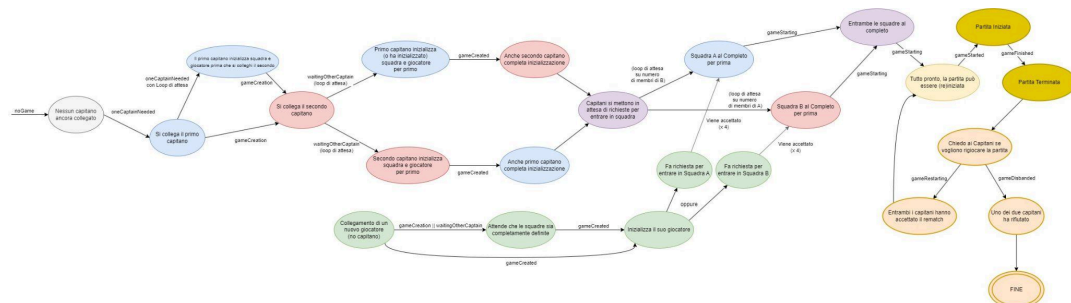 noGame
Nessun capitano
ancora collegato
oneCaptainNeeded
Si collega il primo
capitano
oneCaptainNeeded
con Loop di attesa
Il primo capitano inizializza squadra e
giocatore prima che si colleghi il secondo
gameCreation
gameCreation
Si collega il secondo
capitano
waitingOtherCaptain
(loop di attesa)
waitingOtherCaptain
(loop di attesa)
Primo capitano inizializza
(o ha inizializzato)
squadra e giocatore
per primo
gameCreated
Anche secondo capitano
completa inizializzazione
Secondo capitano inizializza
squadra e giocatore
per primo
gameCreated
Anche primo capitano
completa inizializzazione
Capitani si mettono in
attesa di richieste per
entrare in squadra
(loop di attesa
su numero
di membri di B)
(loop di attesa
su numero
di membri di A)
Squadra A al Completo
per prima
Squadra B al Completo
per prima
gameStarting
gameStarting
Viene accettato
(x 4)
Viene accettato
(x 4)
Fa richiesta per
entrare in Squadra A
Fa richiesta per
entrare in Squadra B
oppure
Collegamento di un
nuovo giocatore
(no capitano)
gameCreation || waitingOtherCaptain
Attende che le squadre sia
completamente definite
gameCreated
Inizializza il suo giocatore
gameCreated
Entrambe le squadre al
completo
gameStarting
Tutto pronto, la partita può
essere (re)iniziata
gameStarted
Partita Iniziata
gameFinished
Partita Terminata
Chiedo ai Capitani se
vogliono rigiocare la partita
gameRestarting
gameDisbanded
Entrambi i capitani hanno
accettato il rematch
Uno dei due capitani
ha rifiutato
FINE